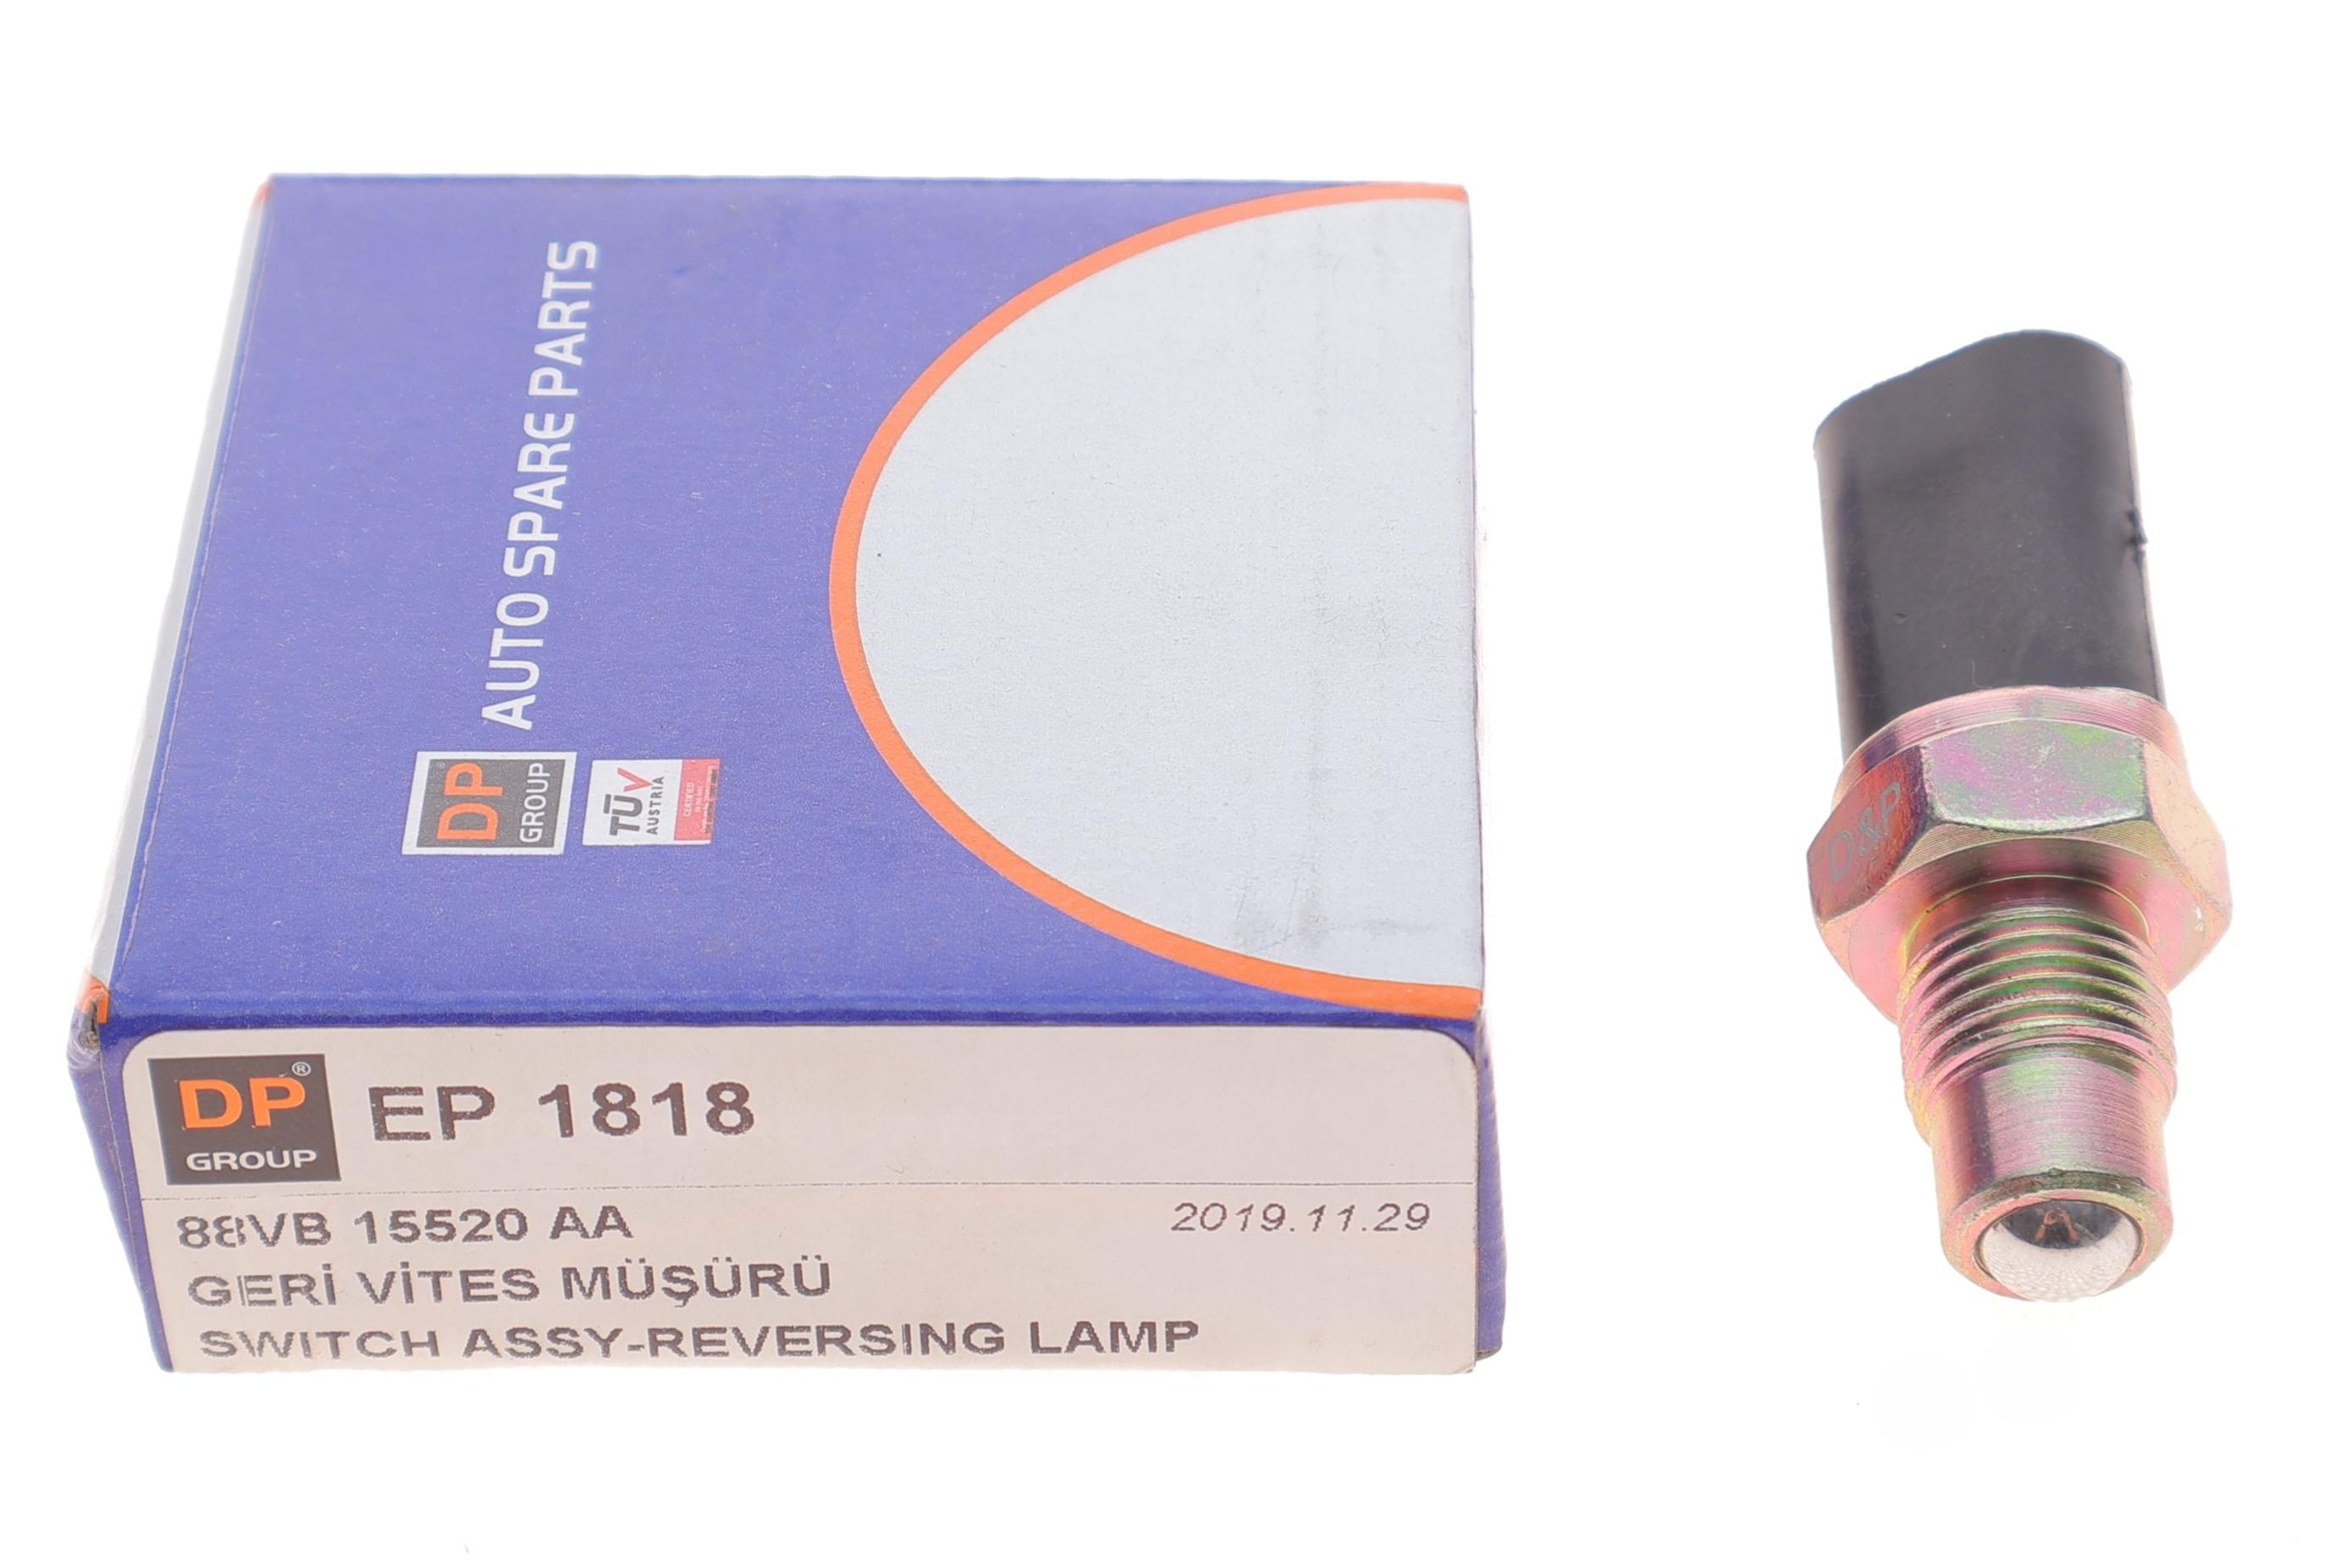 AUTO SPARE PARTS
DP
GROUP
TÜV
AUSTRIA
CERTIFIED
DP®
GROUP
EP 1818
88VB 15520 AA
2019.11.29
GERİ VİTES MÜŞÜRÜ
SWITCH ASSY-REVERSING LAMP
D&P